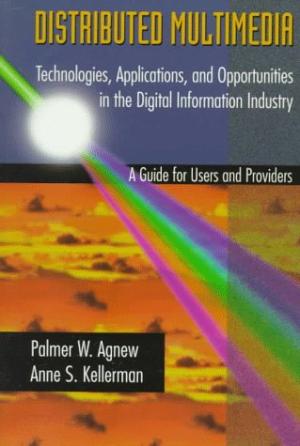 DISTRIBUTED MULTIMEDIA
Technologies, Applications, and Opportunities
in the Digital Information Industry
A Guide for Users and Providers
Palmer W. Agnew
Anne S. Kellerman